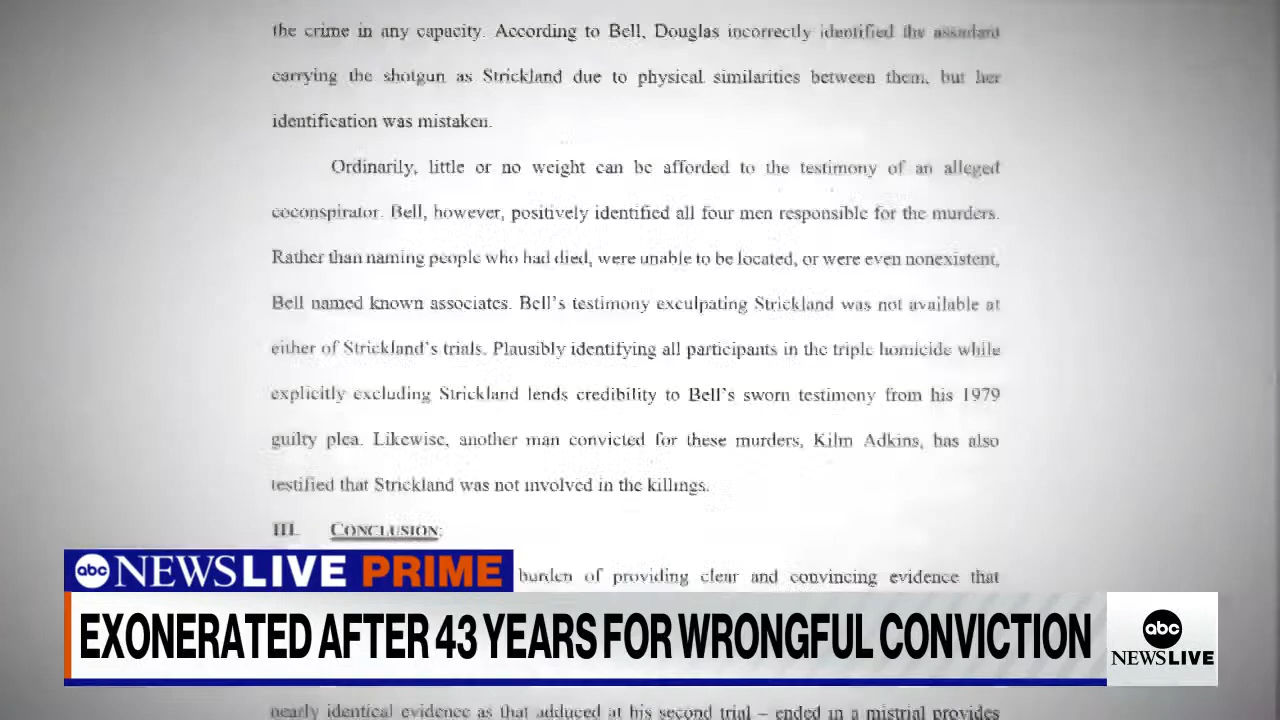 the crime in any capacity. According to Bell, Douglas incorrectly identified the assailant
carrying the shotgun as Strickland due to physical similarities between them, but her
identification was mistaken.
Ordinarily, little or no weight can be afforded to the testimony of an alleged
coconspirator. Bell, however, positively identified all four men responsible for the murders.
Rather than naming people who had died, were unable to be located, or were even nonexistent,
Bell named known associates. Bell's testimony exculpating Strickland was not available at
either of Strickland's trials. Plausibly identifying all participants in the triple homicide while
explicitly excluding Strickland lends credibility to Bell's sworn testimony from his 1979
guilty plea. Likewise, another man convicted for these murders, Kilm Adkins, has also
testified that Strickland was not involved in the killings.
III. CONCLUSION:
burden of providing clear and convincing evidence that
abc NEWS LIVE PRIME
EXONERATED AFTER 43 YEARS FOR WRONGFUL CONVICTION
abc
NEWS LIVE
nearly identical evidence as that adduced at his second trial – ended in a mistrial provides